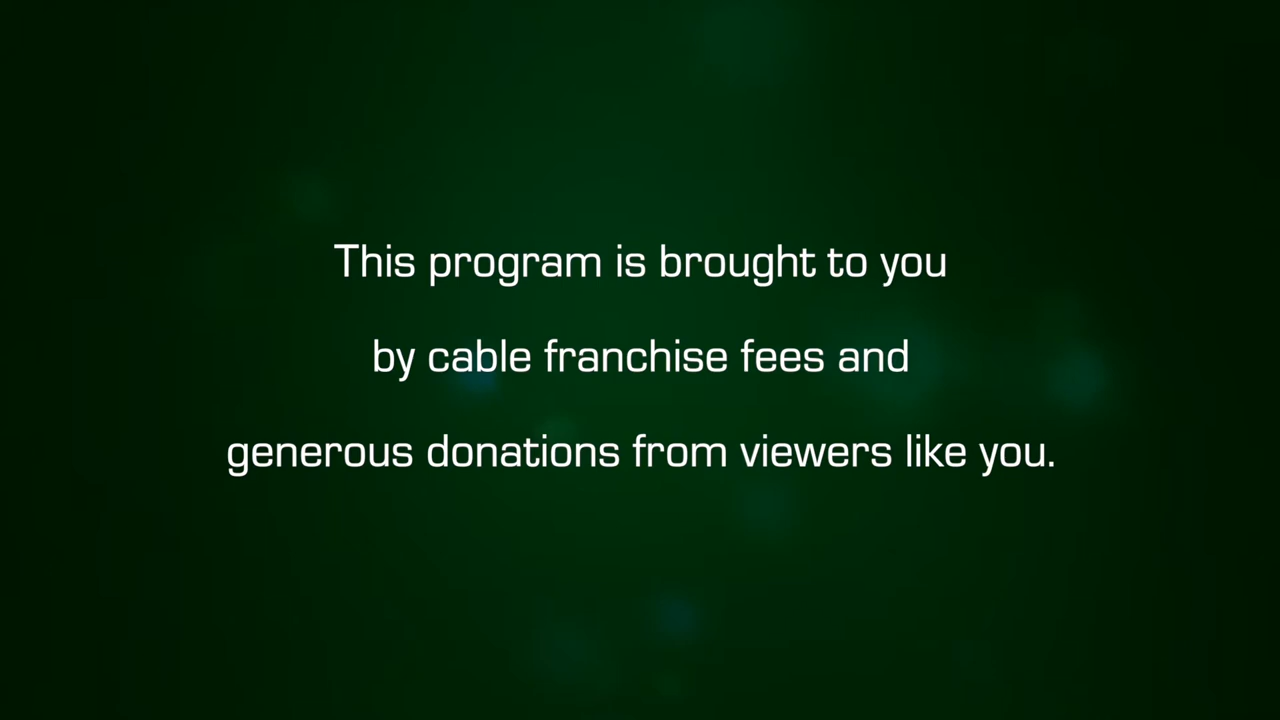 This program is brought to you
by cable franchise fees and
generous donations from viewers like you.